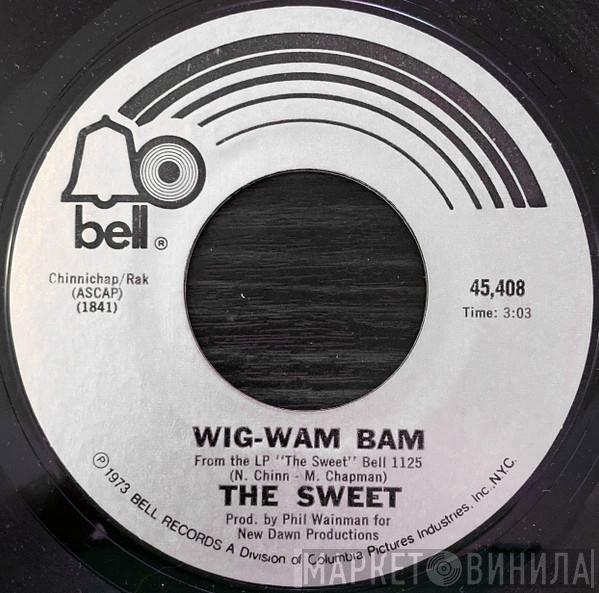 bell®
Chinnichap/Rak
(ASCAP)
(1841)
45,408
Time: 3:03
WIG-WAM BAM
From the LP "The Sweet" Bell 1125
(N. Chinn - M. Chapman)
THE SWEET
Prod. by Phil Wainman for
New Dawn Productions
℗ 1973 BELL RECORDS A Division of Columbia Pictures Industries, Inc., N.Y.C.
МАРКЕТ ВИНИЛА